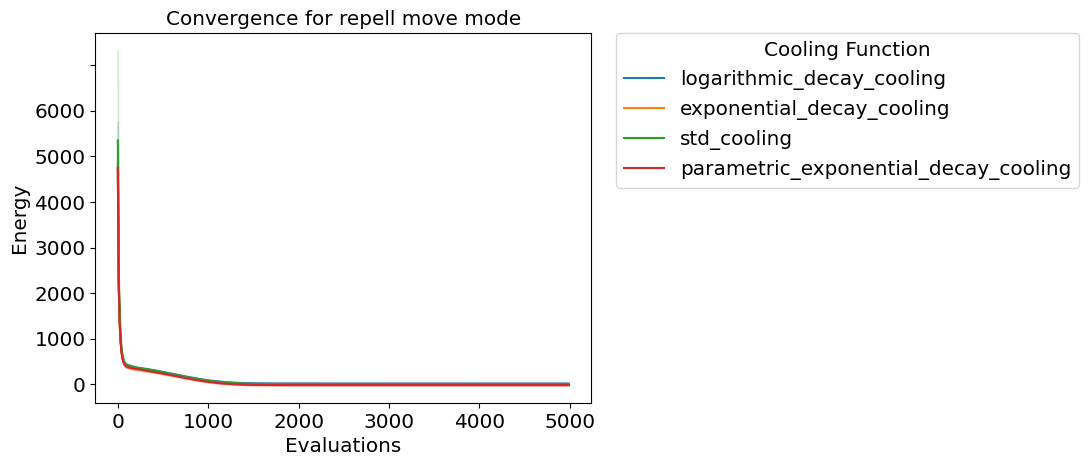 Convergence for repell move mode
Energy
6000
5000
4000
3000
2000
1000
0
0 1000 2000 3000 4000 5000
Evaluations
Cooling Function
logarithmic_decay_cooling
exponential_decay_cooling
std_cooling
parametric_exponential_decay_cooling